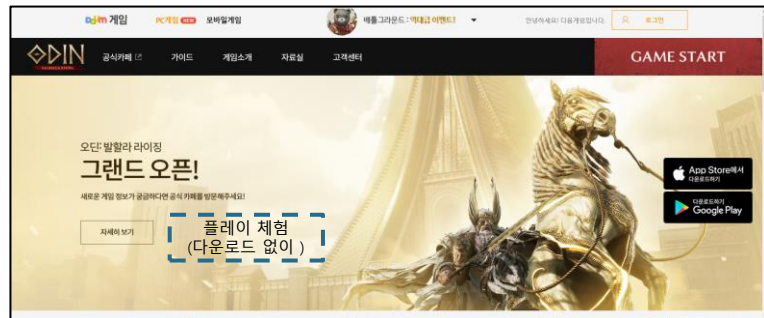 Daum 게임
PC게임 NEW 모바일게임
배틀그라운드 : 역대급 이벤트!
안녕하세요! 다음게임입니다.
로그인
ODIN
공식카페
가이드
게임소개
자료실
고객센터
GAME START
오딘: 발할라 라이징
그랜드 오픈!
새로운 게임 정보가 궁금하다면 공식 카페를 방문해주세요!
자세히 보기
플레이 체험
(다운로드 없이 )
App Store에서
다운로드하기
다운로드하기
Google Play